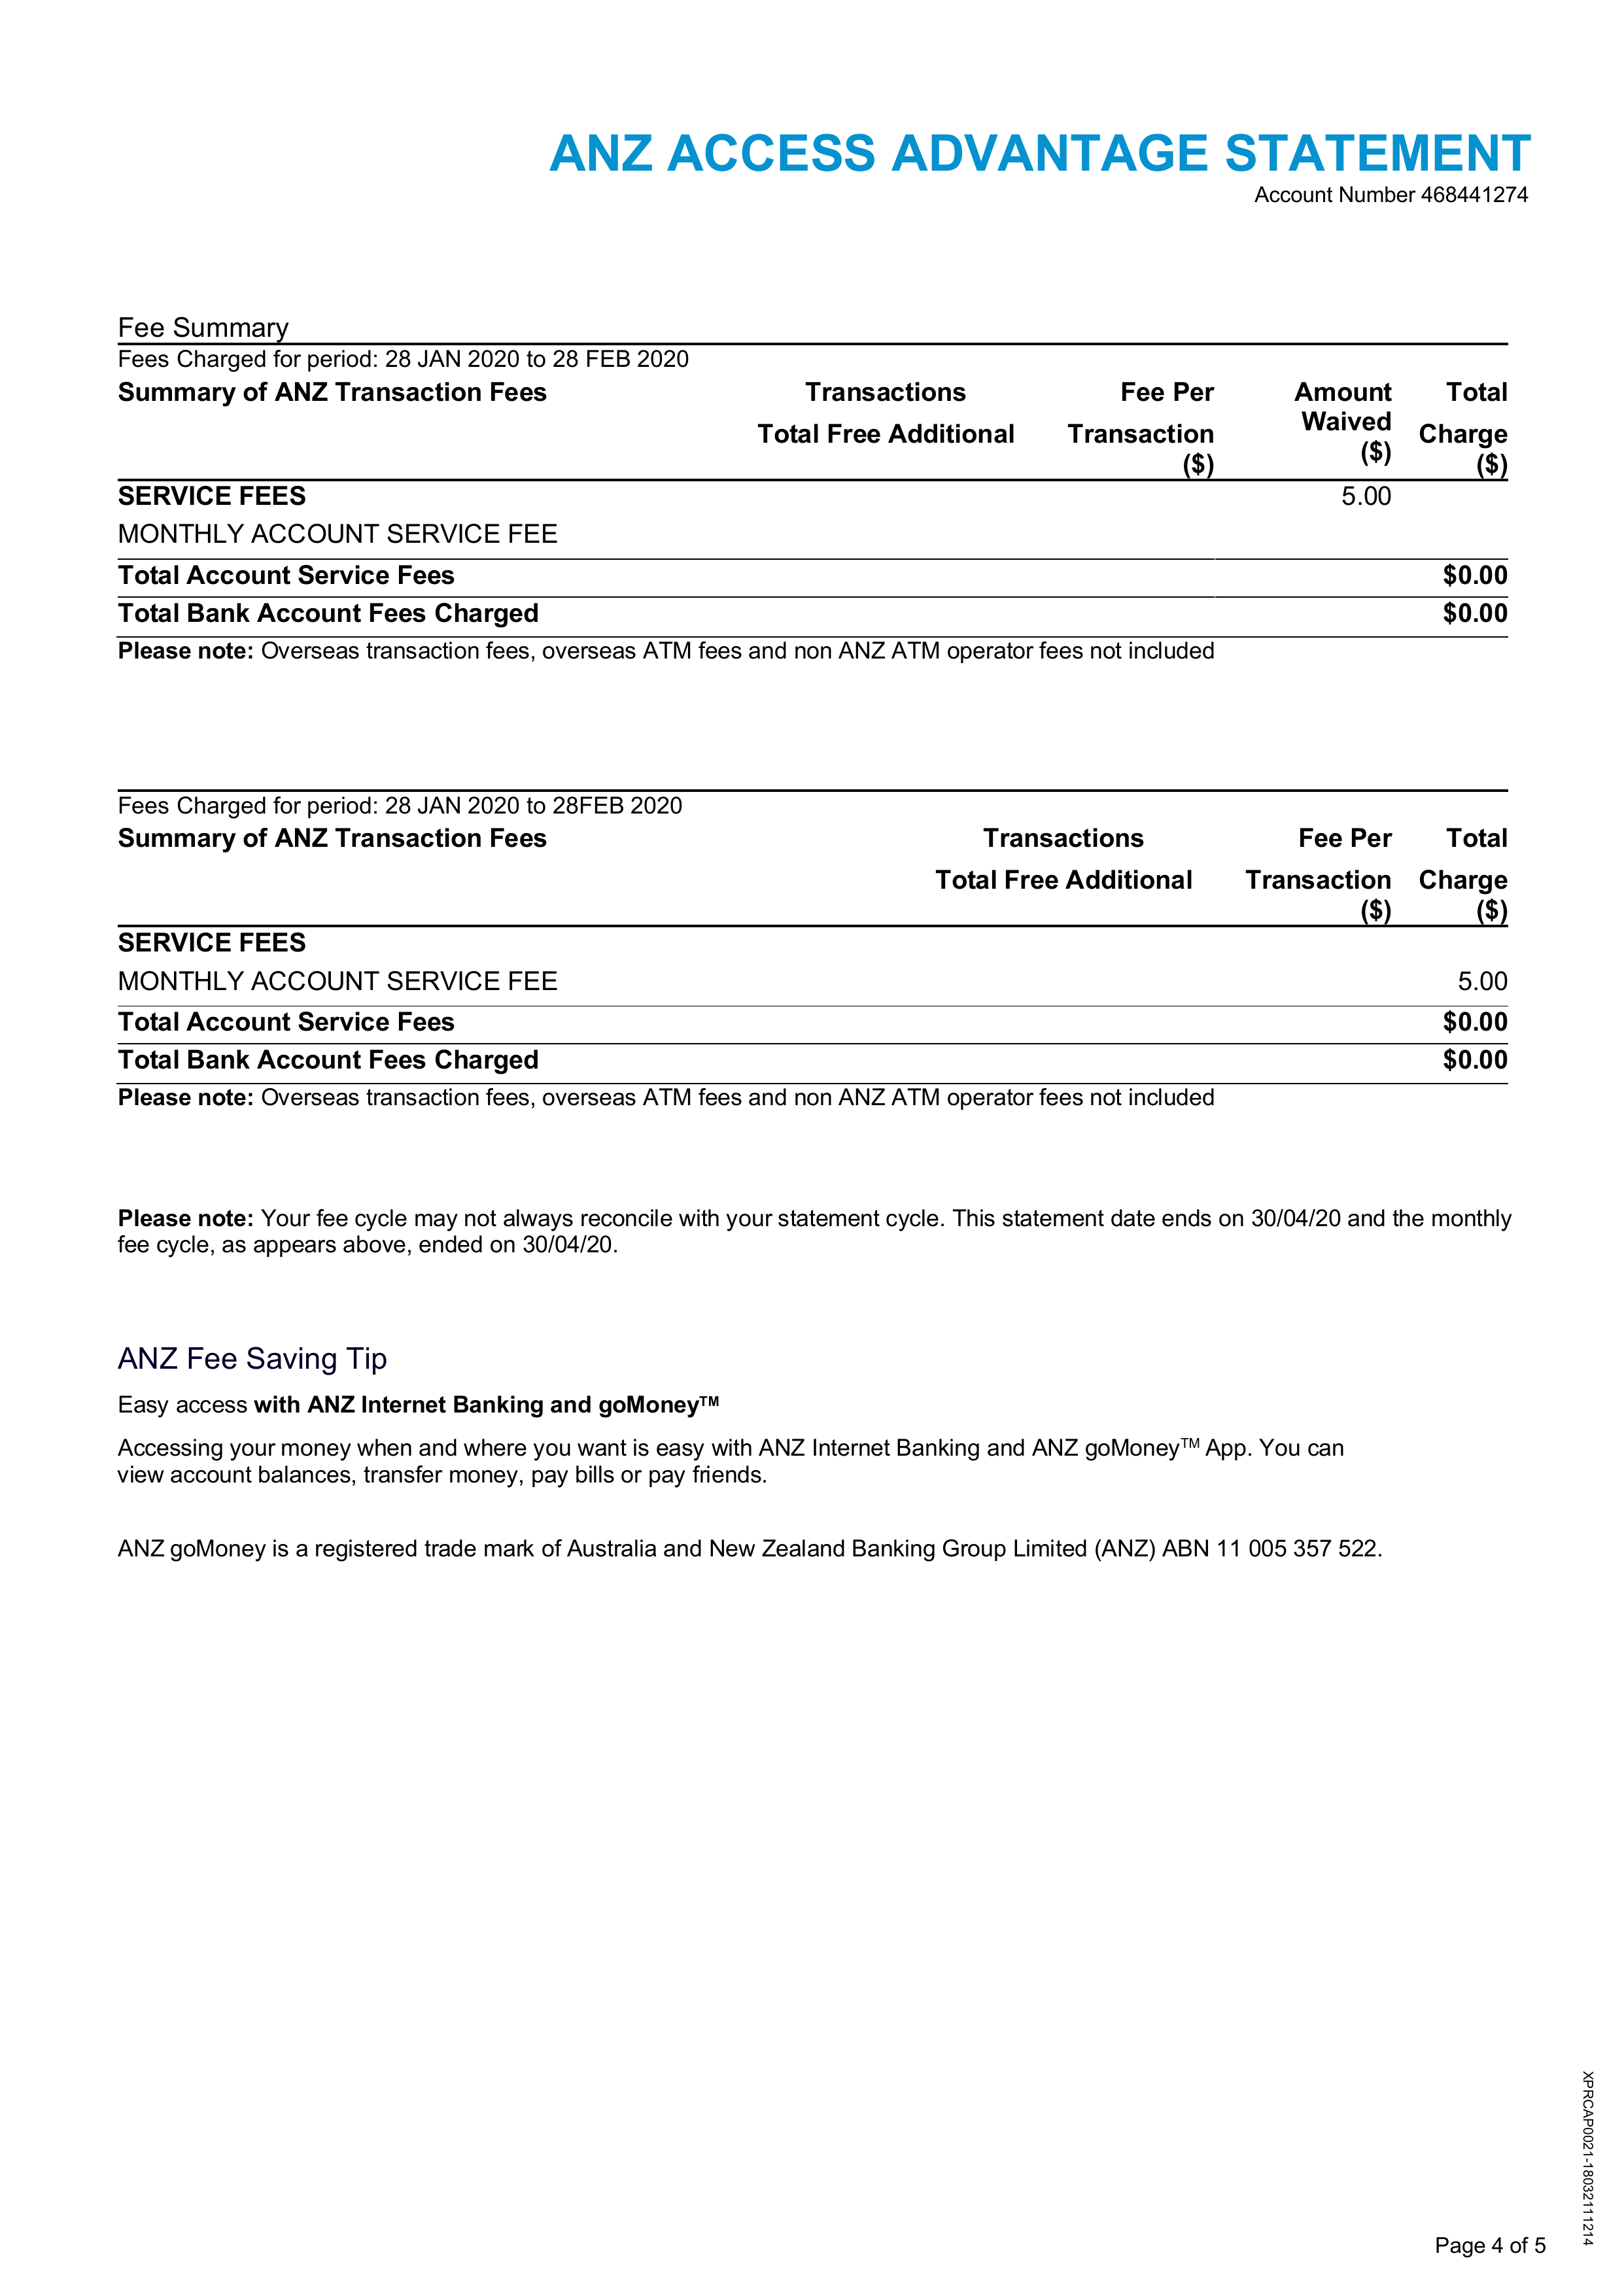 ANZ ACCESS ADVANTAGE STATEMENT
Account Number 468441274
Fee Summary
Fees Charged for period: 28 JAN 2020 to 28 FEB 2020
Summary of ANZ Transaction Fees Transactions Fee Per Amount Total
Total Free Additional Transaction Waived Charge
($) ($) ($)
SERVICE FEES 5.00
MONTHLY ACCOUNT SERVICE FEE
Total Account Service Fees $0.00
Total Bank Account Fees Charged $0.00
Please note: Overseas transaction fees, overseas ATM fees and non ANZ ATM operator fees not included
Fees Charged for period: 28 JAN 2020 to 28FEB 2020
Summary of ANZ Transaction Fees Transactions Fee Per Total
Total Free Additional Transaction Charge
($) ($)
SERVICE FEES
MONTHLY ACCOUNT SERVICE FEE 5.00
Total Account Service Fees $0.00
Total Bank Account Fees Charged $0.00
Please note: Overseas transaction fees, overseas ATM fees and non ANZ ATM operator fees not included
Please note: Your fee cycle may not always reconcile with your statement cycle. This statement date ends on 30/04/20 and the monthly
fee cycle, as appears above, ended on 30/04/20.
ANZ Fee Saving Tip
Easy access with ANZ Internet Banking and goMoney™
Accessing your money when and where you want is easy with ANZ Internet Banking and ANZ goMoney™ App. You can
view account balances, transfer money, pay bills or pay friends.
ANZ goMoney is a registered trade mark of Australia and New Zealand Banking Group Limited (ANZ) ABN 11 005 357 522.
XPRCAP0021-18032111214
Page 4 of 5